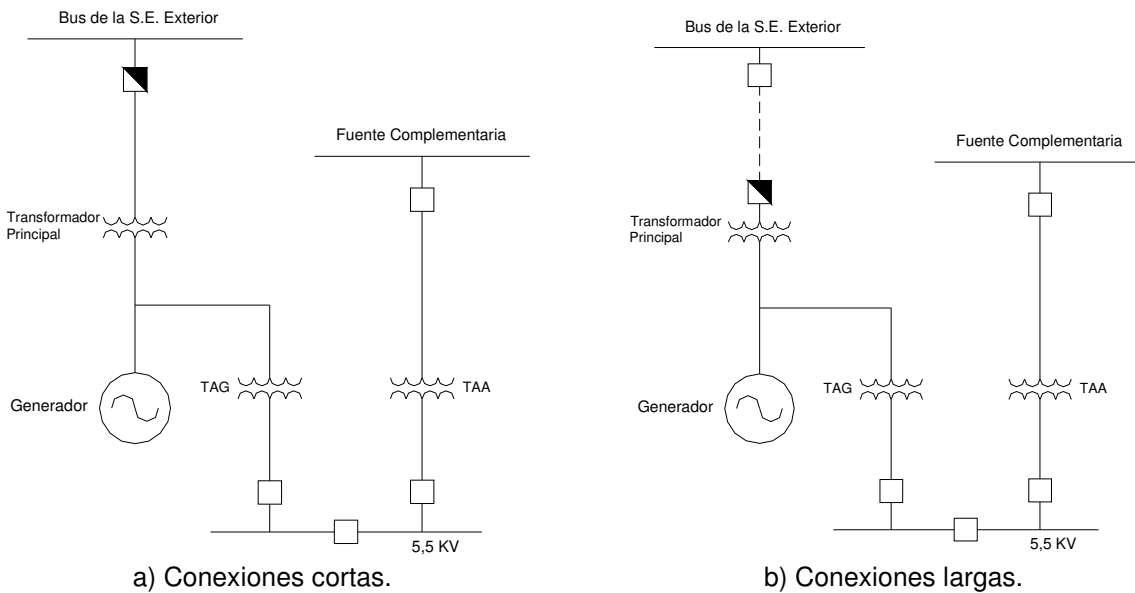 Bus de la S.E. Exterior
Fuente Complementaria
Transformador
Principal
TAG
TAA
Generador
5,5 KV
a) Conexiones cortas.
Bus de la S.E. Exterior
Fuente Complementaria
Transformador
Principal
TAG
TAA
Generador
5,5 KV
b) Conexiones largas.